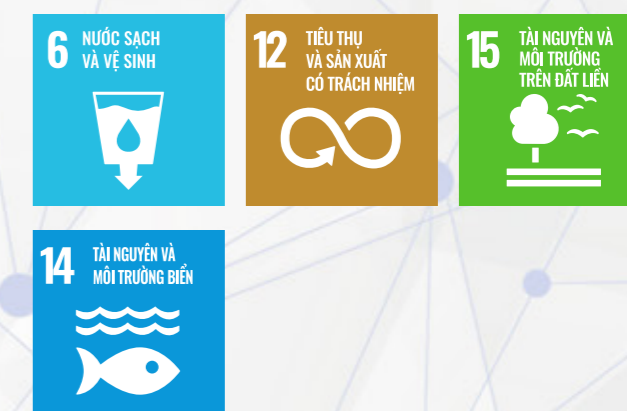 6 NƯỚC SẠCH
VÀ VỆ SINH
12 TIÊU THỤ
VÀ SẢN XUẤT
CÓ TRÁCH NHIỆM
15 TÀI NGUYÊN VÀ
MÔI TRƯỜNG
TRÊN ĐẤT LIỀN
14 TÀI NGUYÊN VÀ
MÔI TRƯỜNG BIỂN